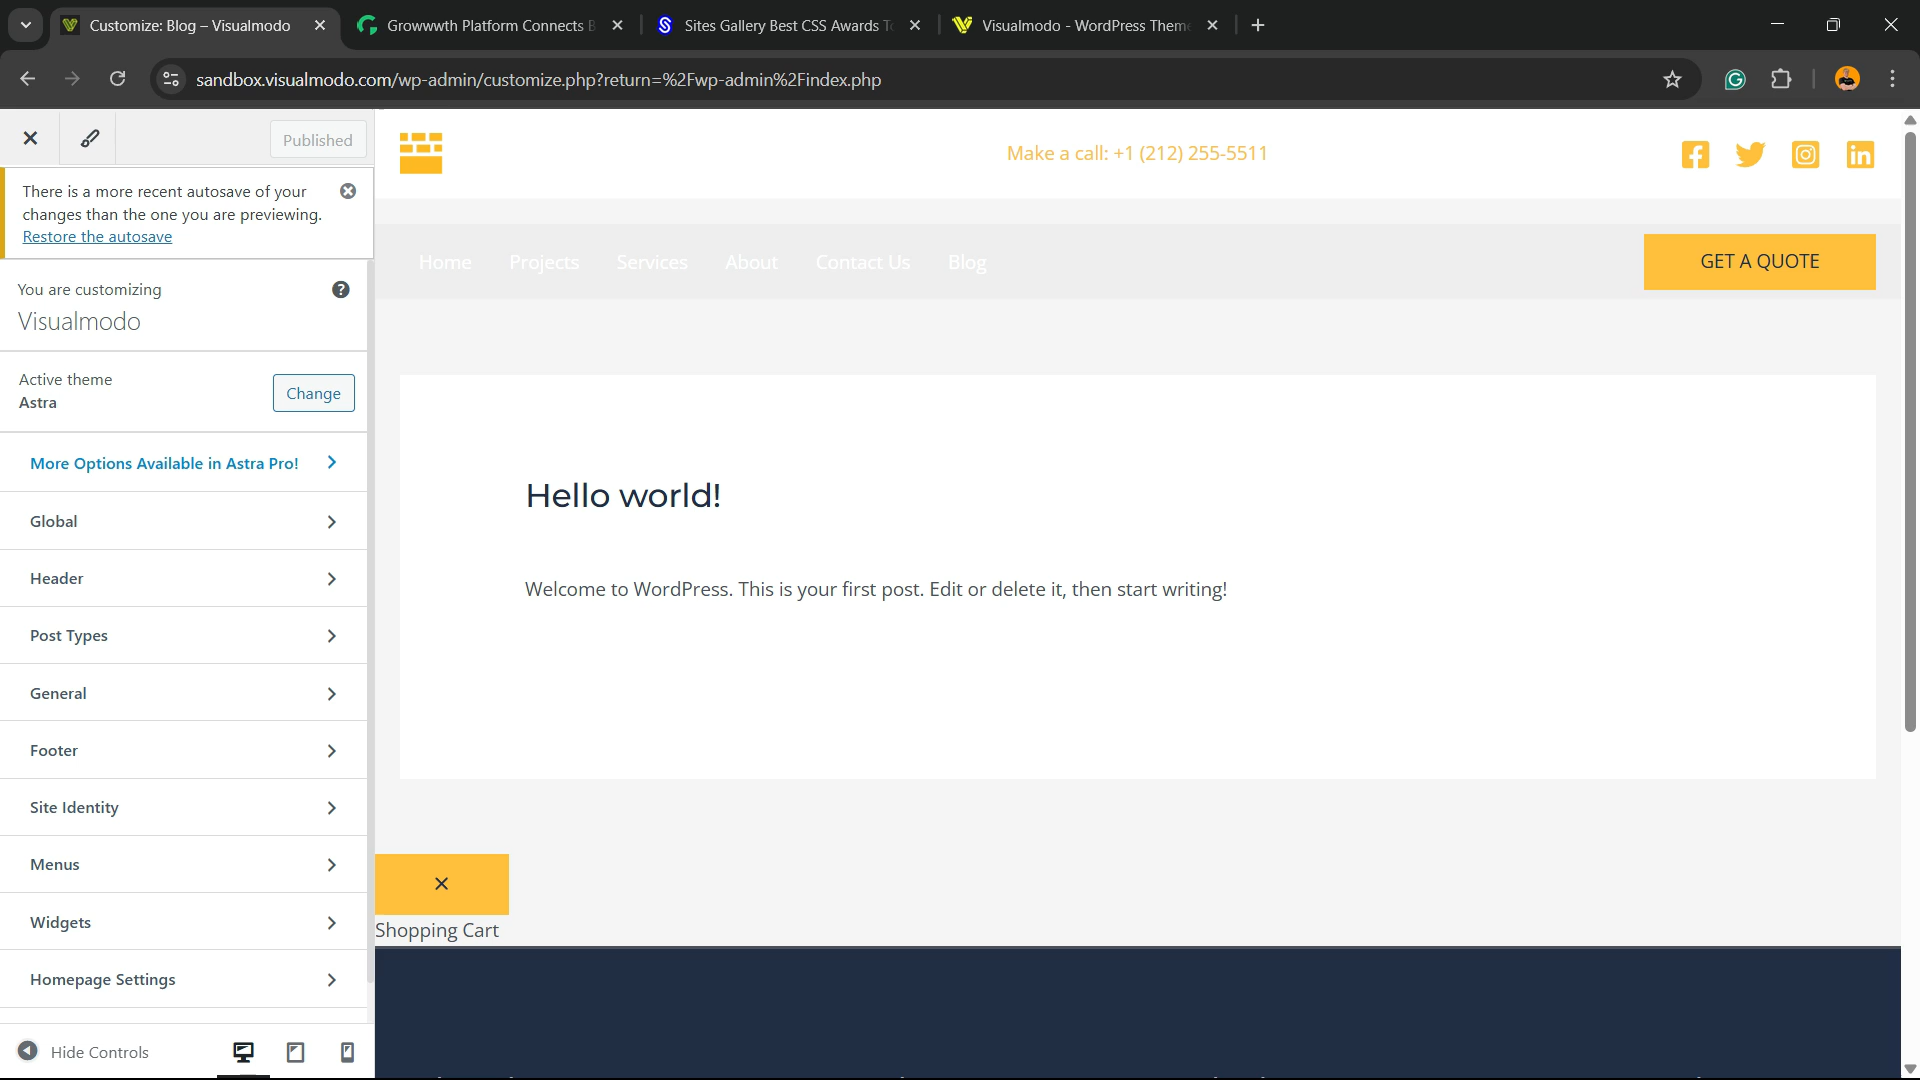 Customize: Blog – Visualmodo
Growwwth Platform Connects B
Sites Gallery Best CSS Awards To
Visualmodo - WordPress Theme
sandbox.visualmodo.com/wp-admin/customize.php?return=%2Fwp-admin%2Findex.php
Published
There is a more recent autosave of your
changes than the one you are previewing.
Restore the autosave
You are customizing
Visualmodo
Active theme
Astra
Change
More Options Available in Astra Pro!
Global
Header
Post Types
General
Footer
Site Identity
Menus
Widgets
Homepage Settings
Hide Controls
Make a call: +1 (212) 255-5511
Home
Projects
Services
About
Contact Us
Blog
GET A QUOTE
Hello world!
Welcome to WordPress. This is your first post. Edit or delete it, then start writing!
Shopping Cart